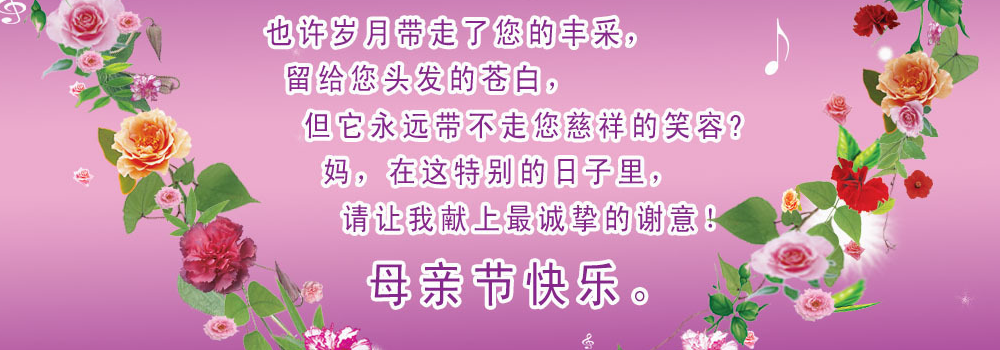 也许岁月带走了您的丰采，
留给您头发的苍白，
但它永远带不走您慈祥的笑容？
妈，在这特别的日子里，
请让我献上最诚挚的谢意！
母亲节快乐。